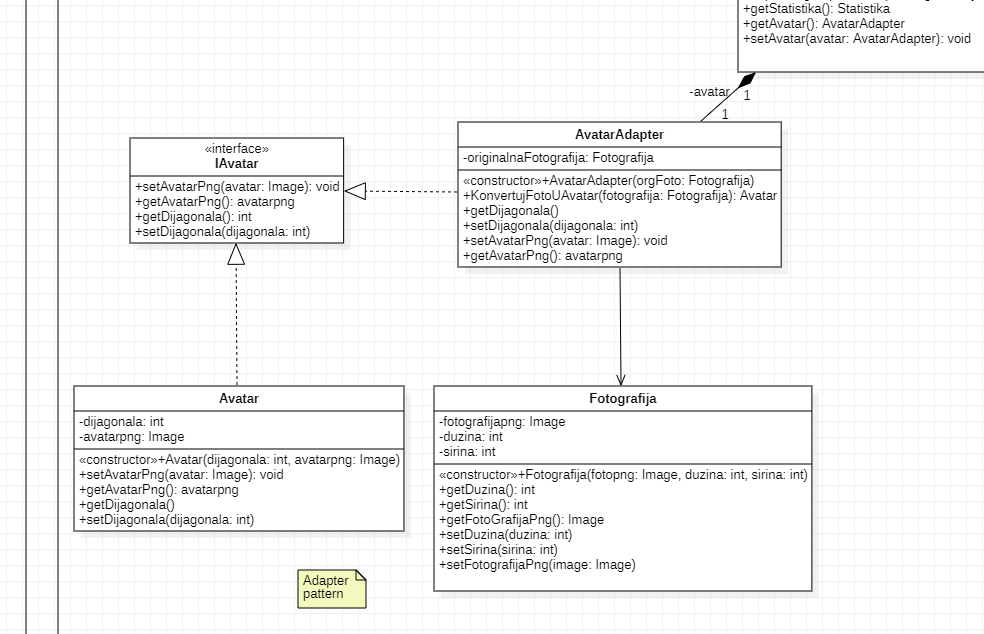 +getStatistika(): Statistika
+getAvatar(): AvatarAdapter
+setAvatar(avatar: AvatarAdapter): void
-avatar
1
1
«interface»
IAvatar
+setAvatarPng(avatar: Image): void
+getAvatarPng(): avatarpng
+getDijagonala(): int
+setDijagonala(dijagonala: int)
AvatarAdapter
-originalnaFotografija: Fotografija
«constructor»+AvatarAdapter(orgFoto: Fotografija)
+KonvertujFotoUAvatar(fotografija: Fotografija): Avatar
+getDijagonala()
+setDijagonala(dijagonala: int)
+setAvatarPng(avatar: Image): void
+getAvatarPng: avatarpng
Avatar
-dijagonala: int
-avatarpng: Image
«constructor»+Avatar(dijagonala: int, avatarpng: Image)
+setAvatarPng(avatar: Image): void
+getAvatarPng(): avatarpng
+getDijagonala()
+setDijagonala(dijagonala: int)
Fotografija
-fotografijapng: Image
-duzina: int
-sirina: int
«constructor»+Fotografija(fotopng: Image, duzina: int, sirina: int)
+getDuzina(): int
+getSirina(): int
+getFotoGrafijaPng(): Image
+setDuzina(duzina: int)
+setSirina(sirina: int)
+setFotografijaPng(image: Image)
Adapter
pattern